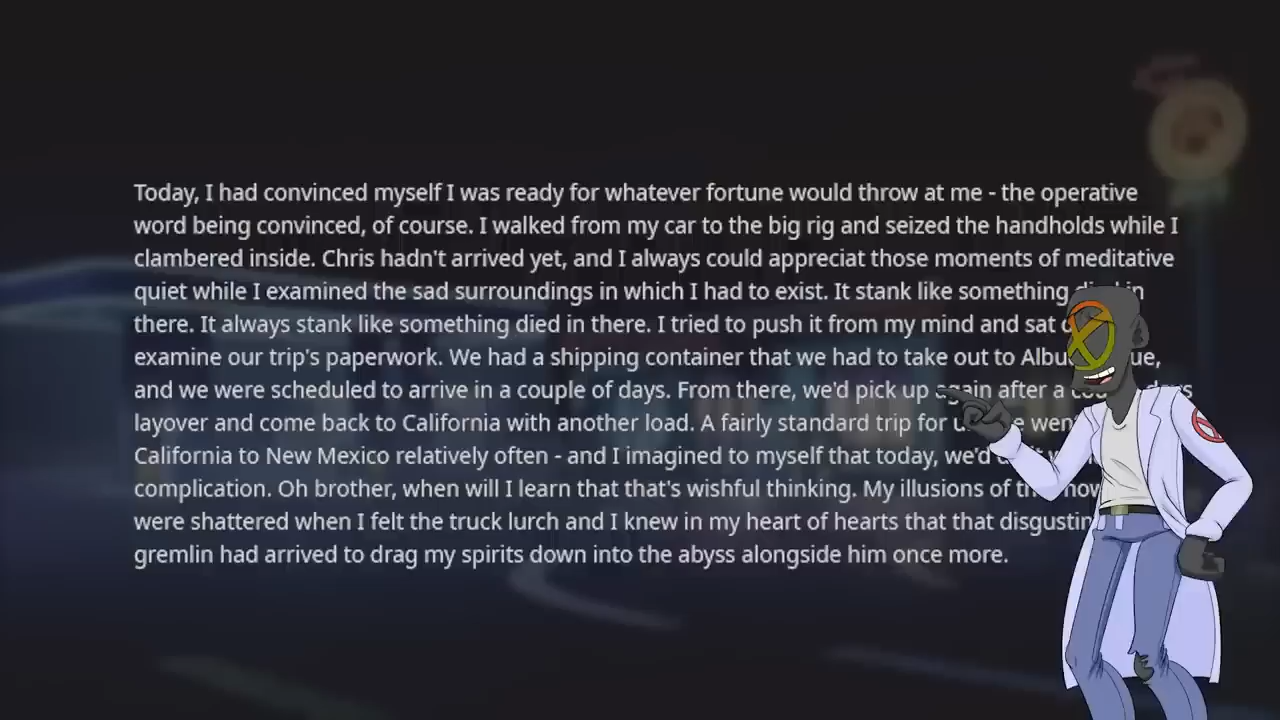 Today, I had convinced myself I was ready for whatever fortune would throw at me - the operative
word being convinced, of course. I walked from my car to the big rig and seized the handholds while I
clambered inside. Chris hadn't arrived yet, and I always could appreciat those moments of meditative
quiet while I examined the sad surroundings in which I had to exist. It stank like something in
there. It always stank like something died in there. I tried to push it from my mind and sat
examine our trip's paperwork. We had a shipping container that we had to take out to
and we were scheduled to arrive in a couple of days. From there, we'd pick up again after a
layover and come back to California with another load. A fairly standard trip for
California to New Mexico relatively often - and I imagined to myself that today, we'd
complication. Oh brother, when will I learn that that's wishful thinking. My illusions of
were shattered when I felt the truck lurch and I knew in my heart of hearts that that disgusting
gremlin had arrived to drag my spirits down into the abyss alongside him once more.